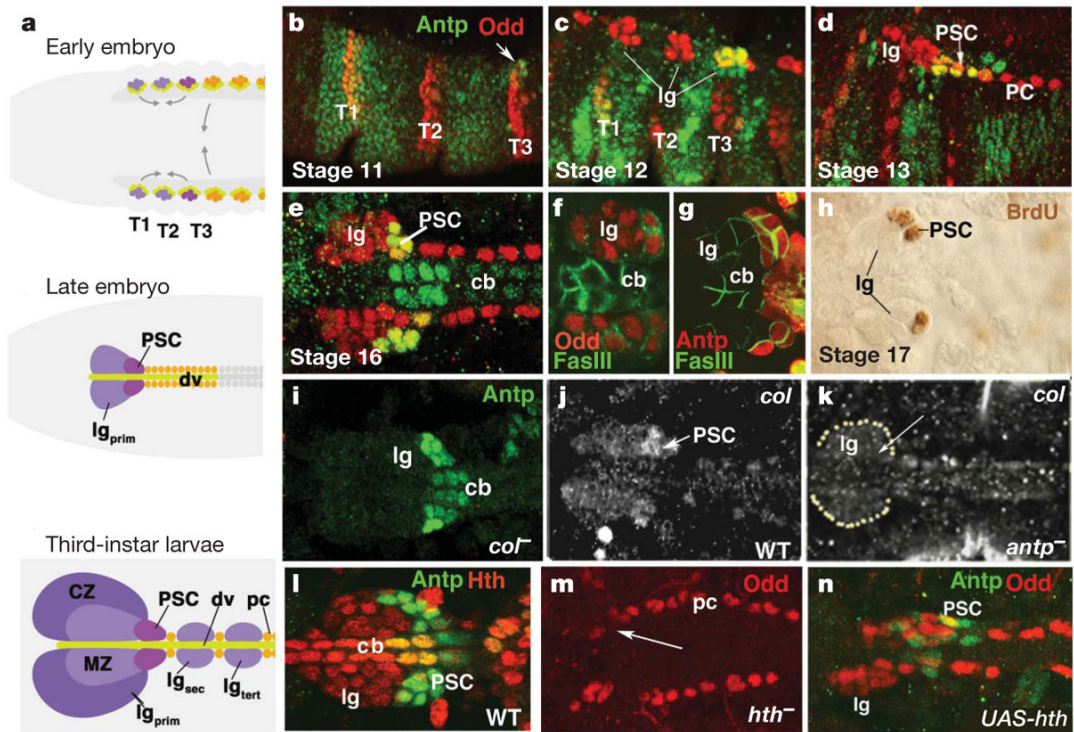 a
Early embryo
T1 T2 T3
Late embryo
PSC
dv
lgprim
Third-instar larvae
CZ
PSC
dv
pc
MZ
lgsec
lgtert
lgprim
b Antp Odd
T1
T2
T3
Stage 11
c
lg
T1
T2
T3
Stage 12
d
lg
PSC
PC
Stage 13
e
lg
PSC
cb
Stage 16
f
lg
cb
Odd
FasIII
g
lg
cb
Antp
FasIII
h BrdU
PSC
lg
Stage 17
i Antp
lg
cb
col–
j col
PSC
WT
k col
lg
antp–
l Antp Hth
cb
PSC
lg
WT
m Odd
pc
hth–
n Antp Odd
PSC
lg
UAS-hth